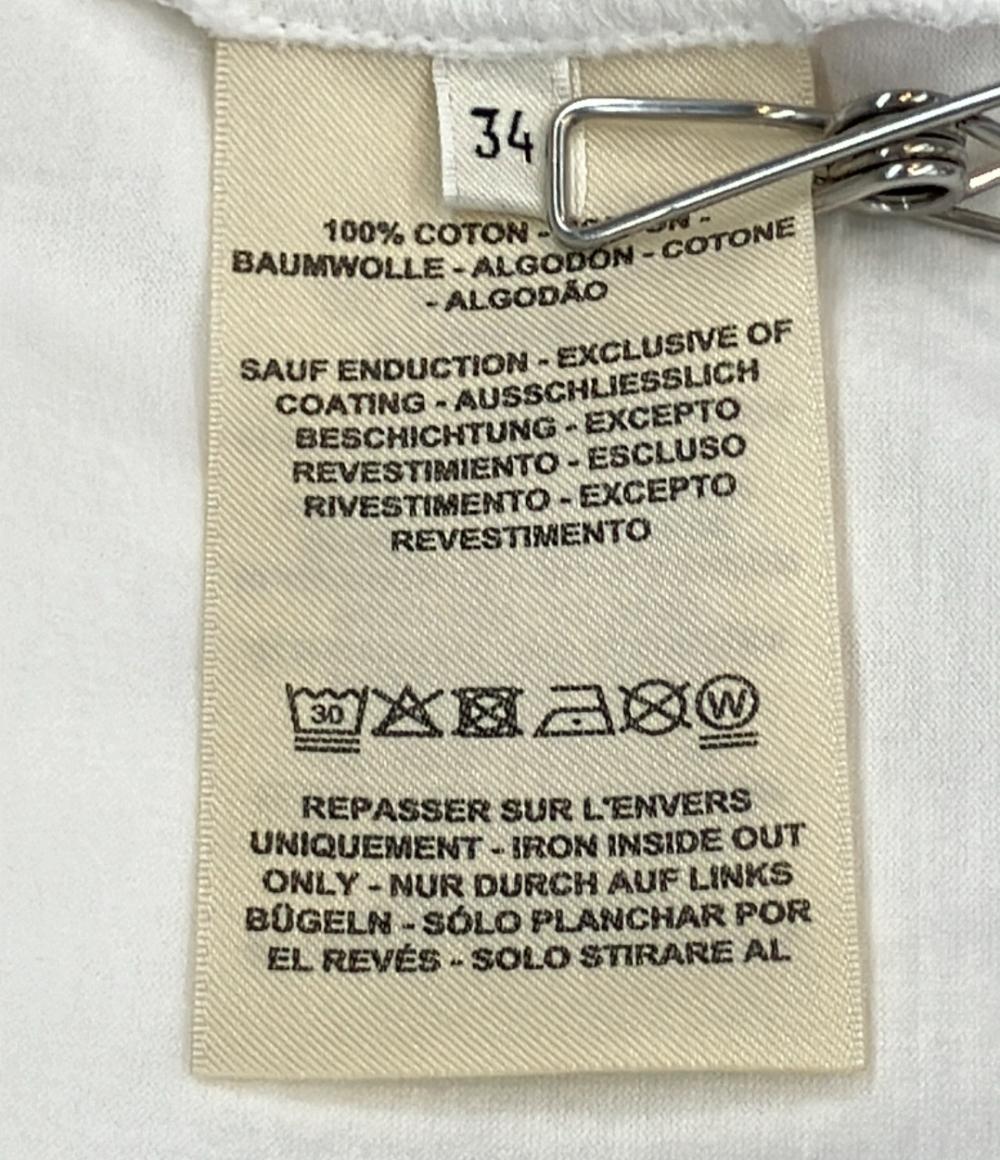 34
100% COTON -
BAUMWOLLE - ALGODÓN - COTONE
- ALGODÃO
SAUF ENDUCTION - EXCLUSIVE OF
COATING - AUSSCHLIESSLICH
BESCHICHTUNG - EXCEPTO
REVESTIMIENTO - ESCLUSO
RIVESTIMENTO - EXCEPTO
REVESTIMENTO
30
W
REPASSER SUR L'ENVERS
UNIQUEMENT - IRON INSIDE OUT
ONLY - NUR DURCH AUF LINKS
BÜGELN - SÓLO PLANCHAR POR
EL REVÉS - SOLO STIRARE AL